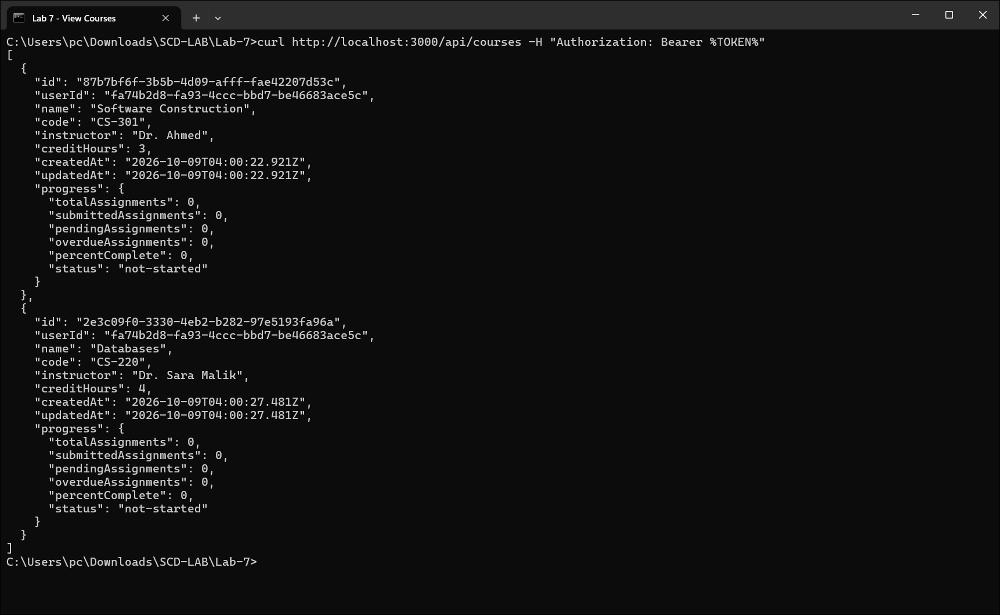 Lab 7 - View Courses
C:\Users\pc\Downloads\SCD-LAB\Lab-7>curl http://localhost:3000/api/courses -H "Authorization: Bearer %TOKEN%"
[
  {
    "id": "87b7bf6f-3b5b-4d09-afff-fae42207d53c",
    "userId": "fa74b2d8-fa93-4ccc-bbd7-be46683ace5c",
    "name": "Software Construction",
    "code": "CS-301",
    "instructor": "Dr. Ahmed",
    "creditHours": 3,
    "createdAt": "2026-10-09T04:00:22.921Z",
    "updatedAt": "2026-10-09T04:00:22.921Z",
    "progress": {
      "totalAssignments": 0,
      "submittedAssignments": 0,
      "pendingAssignments": 0,
      "overdueAssignments": 0,
      "percentComplete": 0,
      "status": "not-started"
    }
  },
  {
    "id": "2e3c09f0-3330-4eb2-b282-97e5193fa96a",
    "userId": "fa74b2d8-fa93-4ccc-bbd7-be46683ace5c",
    "name": "Databases",
    "code": "CS-220",
    "instructor": "Dr. Sara Malik",
    "creditHours": 4,
    "createdAt": "2026-10-09T04:00:27.481Z",
    "updatedAt": "2026-10-09T04:00:27.481Z",
    "progress": {
      "totalAssignments": 0,
      "submittedAssignments": 0,
      "pendingAssignments": 0,
      "overdueAssignments": 0,
      "percentComplete": 0,
      "status": "not-started"
    }
  }
]
C:\Users\pc\Downloads\SCD-LAB\Lab-7>